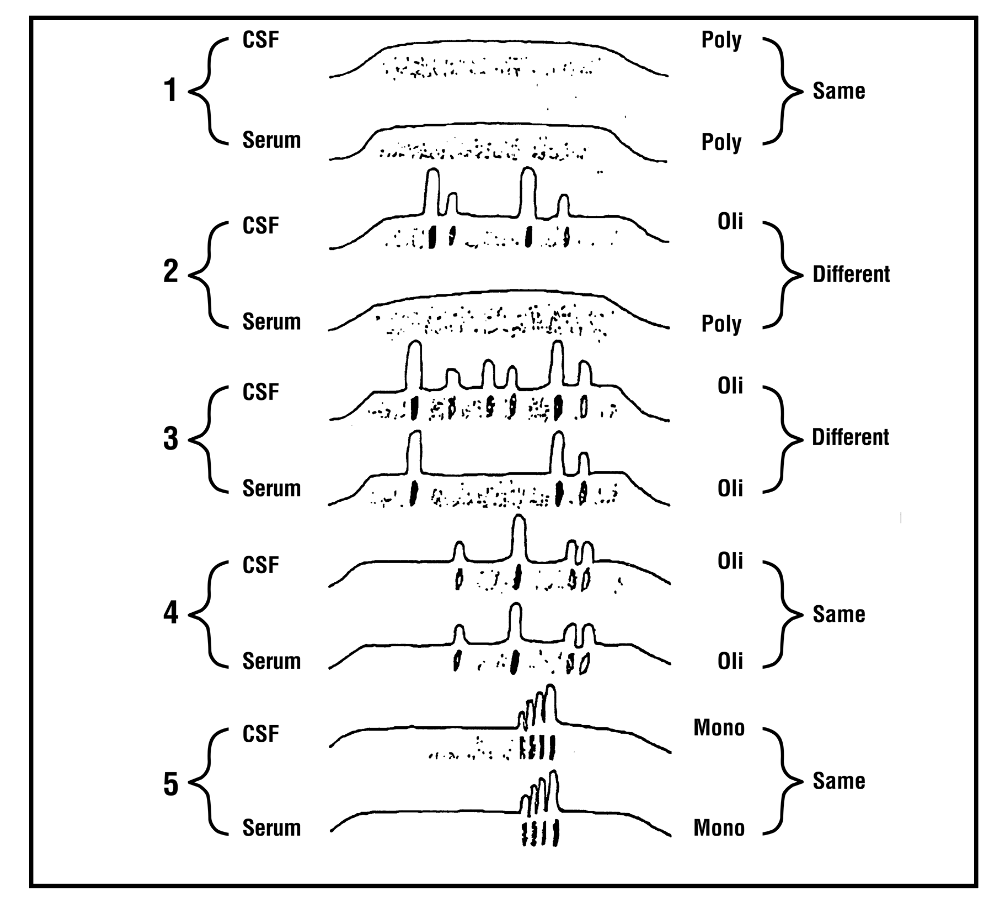 CSF Poly
1 Same
Serum Poly
CSF Oli
2 Different
Serum Poly
CSF Oli
3 Different
Serum Oli
CSF Oli
4 Same
Serum Oli
CSF Mono
5 Same
Serum Mono